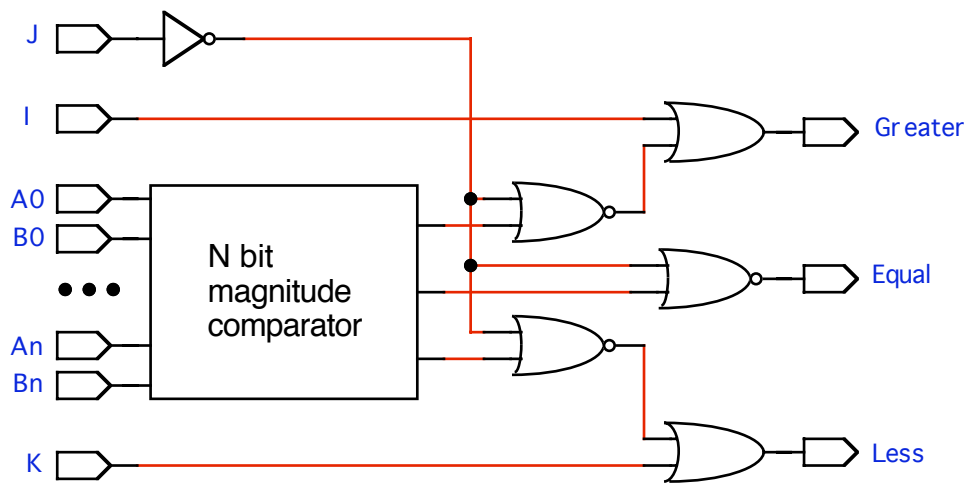 J
I
Greater
A0
B0
N bit
magnitude
comparator
Equal
An
Bn
K
Less